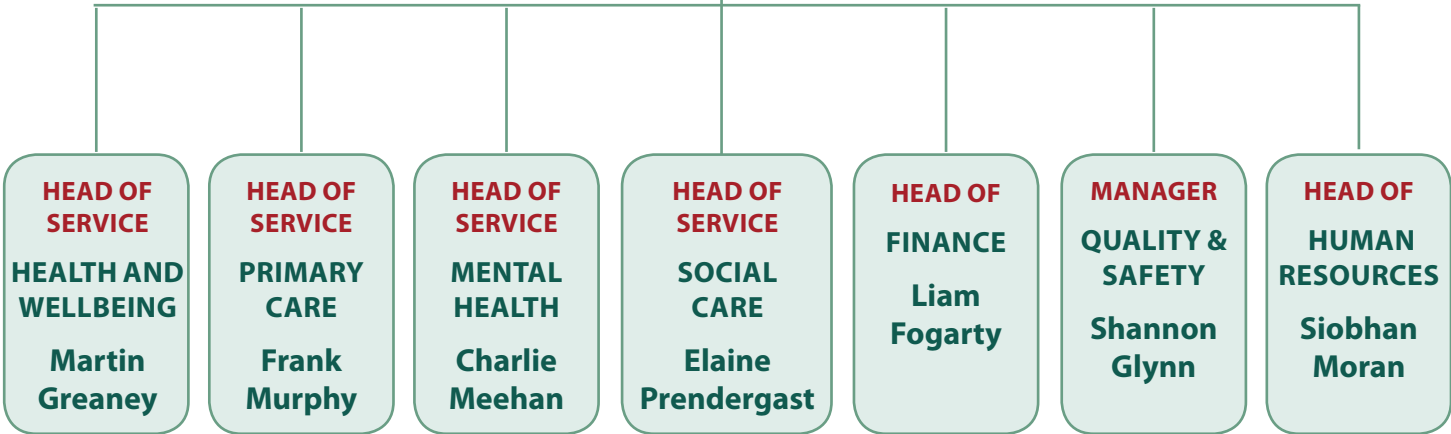 HEAD OF
SERVICE
HEALTH AND
WELLBEING
Martin
Greaney
HEAD OF
SERVICE
PRIMARY
CARE
Frank
Murphy
HEAD OF
SERVICE
MENTAL
HEALTH
Charlie
Meehan
HEAD OF
SERVICE
SOCIAL
CARE
Elaine
Prendergast
HEAD OF
FINANCE
Liam
Fogarty
MANAGER
QUALITY &
SAFETY
Shannon
Glynn
HEAD OF
HUMAN
RESOURCES
Siobhan
Moran